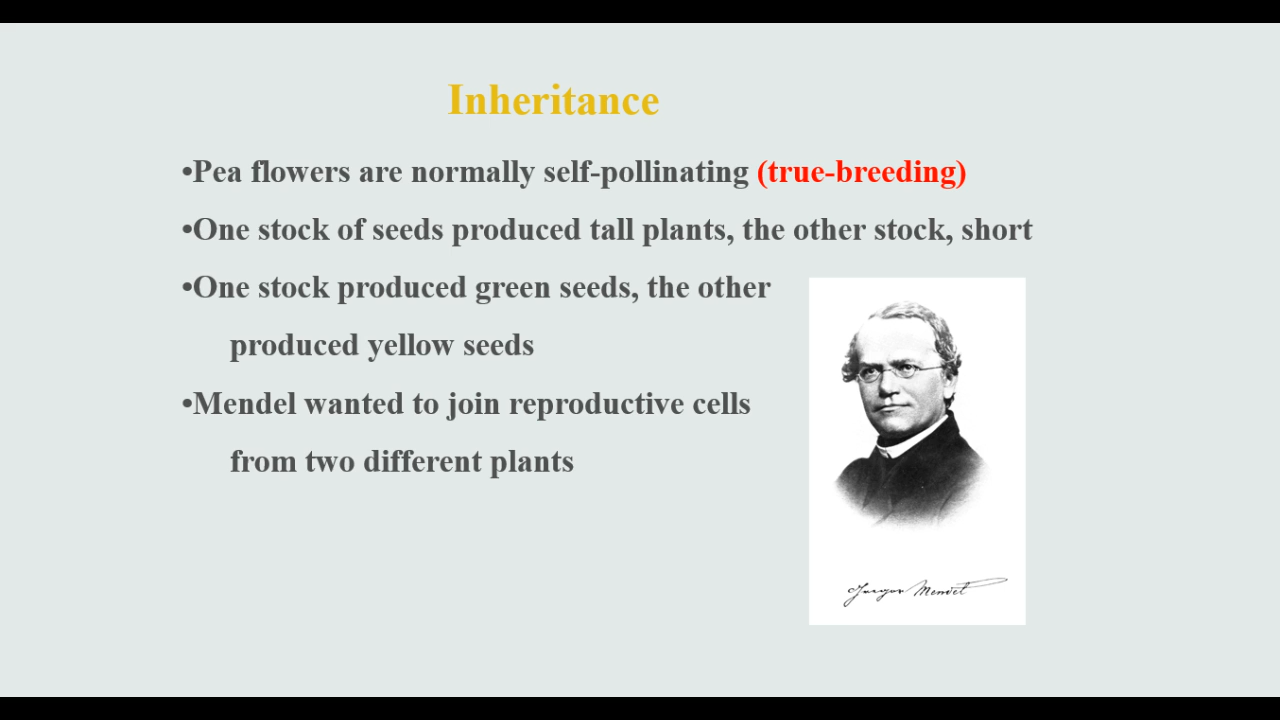 Inheritance
•Pea flowers are normally self-pollinating (true-breeding)
•One stock of seeds produced tall plants, the other stock, short
•One stock produced green seeds, the other
produced yellow seeds
•Mendel wanted to join reproductive cells
from two different plants
Gregor Mendel